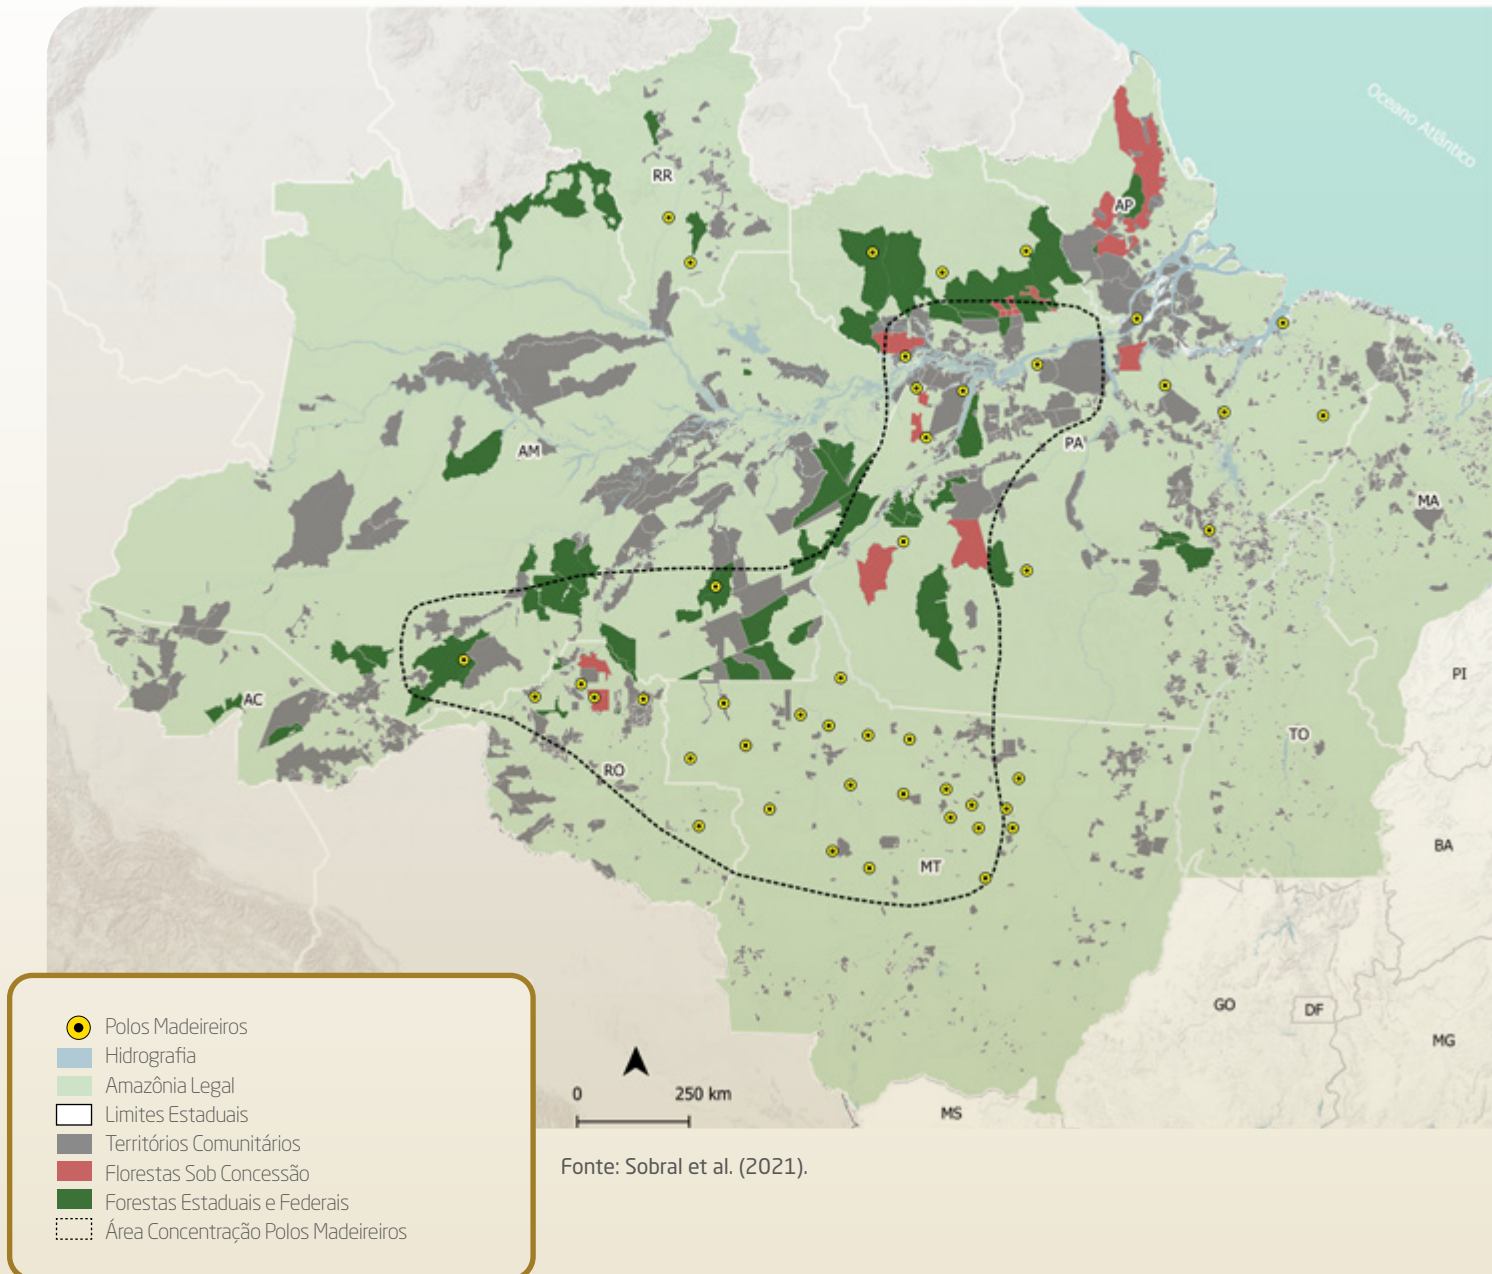 Oceano Atlântico
RR
AP
AM
PA
MA
PI
AC
TO
RO
BA
MT
GO
DF
MG
MS
0 250 km
Polos Madeireiros
Hidrografia
Amazônia Legal
Limites Estaduais
Territórios Comunitários
Florestas Sob Concessão
Forestas Estaduais e Federais
Área Concentração Polos Madeireiros
Fonte: Sobral et al. (2021).